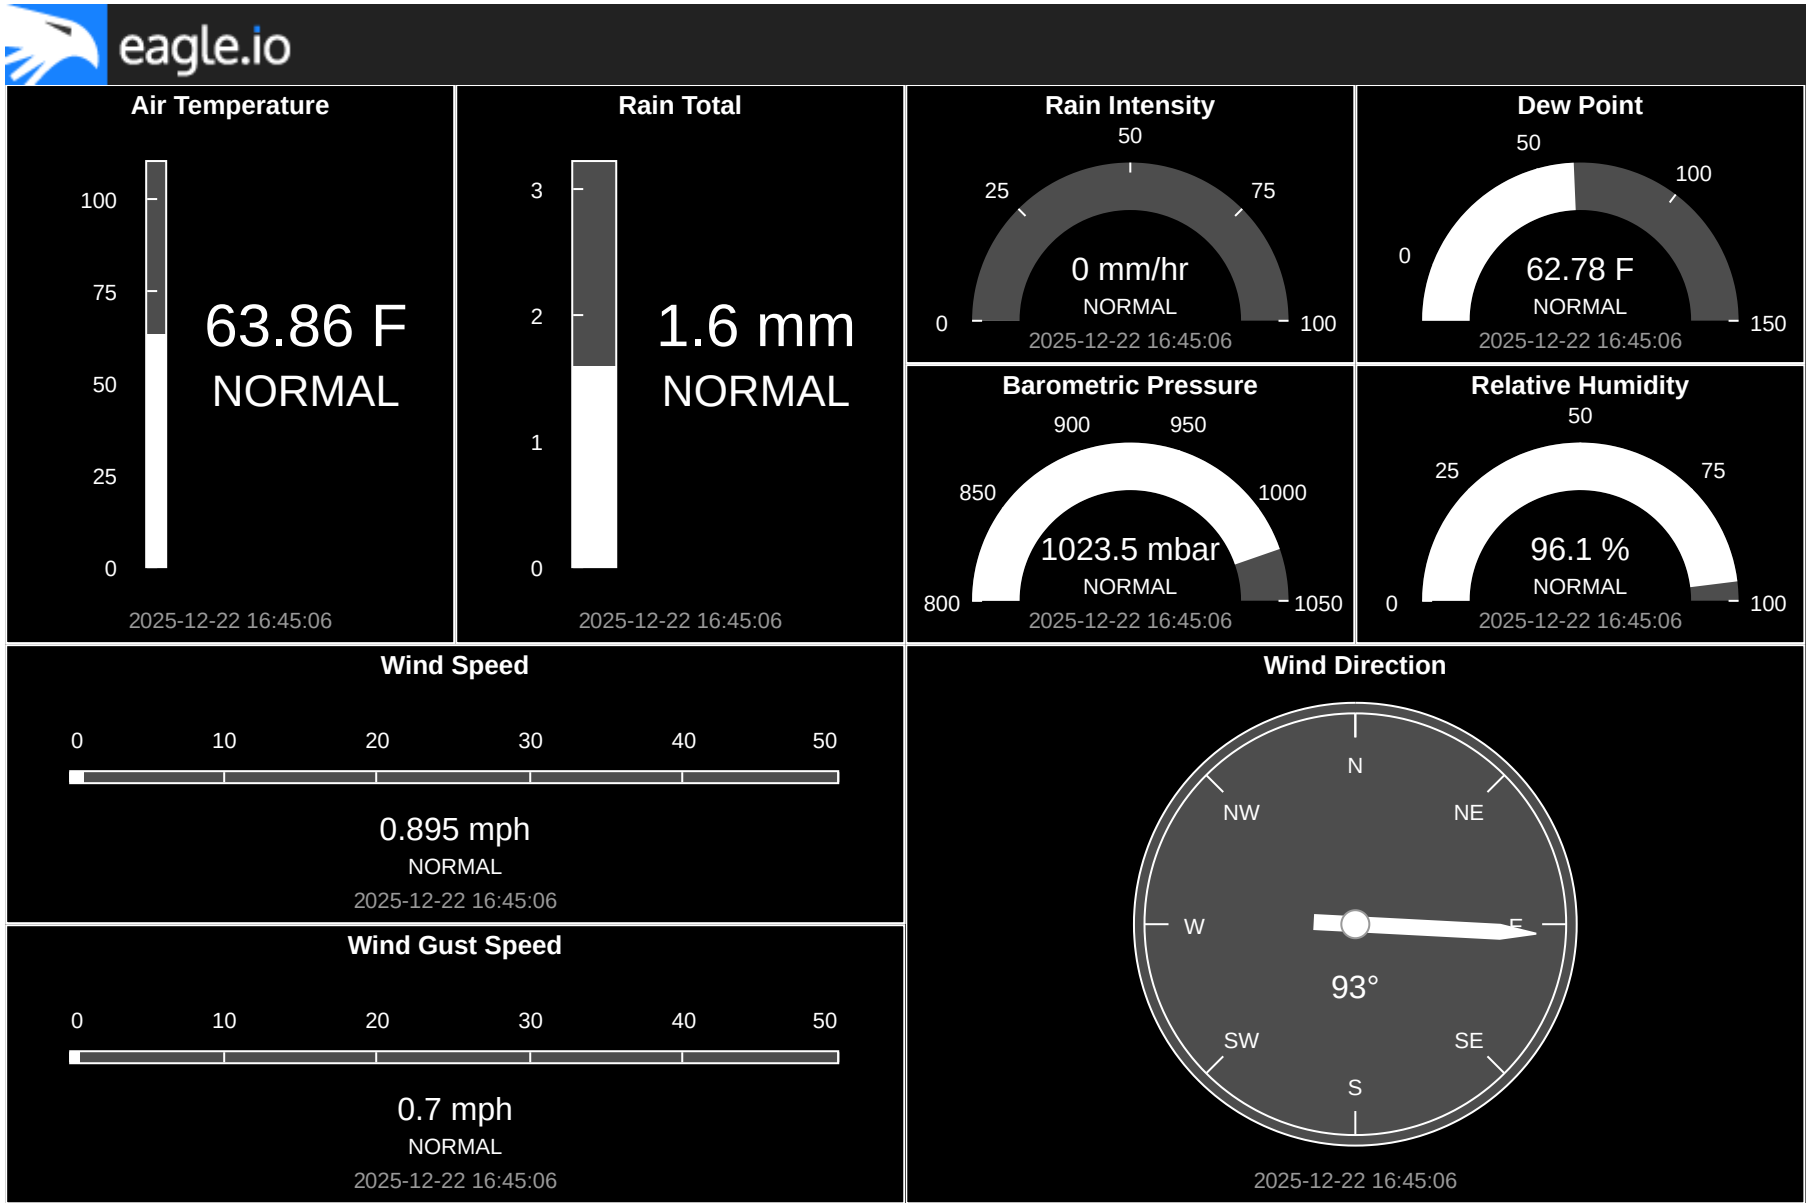 eagle.io
Air Temperature
100
75
50
25
0
63.86 F
NORMAL
2025-12-22 16:45:06
Rain Total
3
2
1
0
1.6 mm
NORMAL
2025-12-22 16:45:06
Rain Intensity
0
25
50
75
100
0 mm/hr
NORMAL
2025-12-22 16:45:06
Dew Point
0
50
100
150
62.78 F
NORMAL
2025-12-22 16:45:06
Barometric Pressure
800
850
900
950
1000
1050
1023.5 mbar
NORMAL
2025-12-22 16:45:06
Relative Humidity
0
25
50
75
100
96.1 %
NORMAL
2025-12-22 16:45:06
Wind Speed
0 10 20 30 40 50
0.895 mph
NORMAL
2025-12-22 16:45:06
Wind Gust Speed
0 10 20 30 40 50
0.7 mph
NORMAL
2025-12-22 16:45:06
Wind Direction
N
NW NE
W E
93°
SW SE
S
2025-12-22 16:45:06